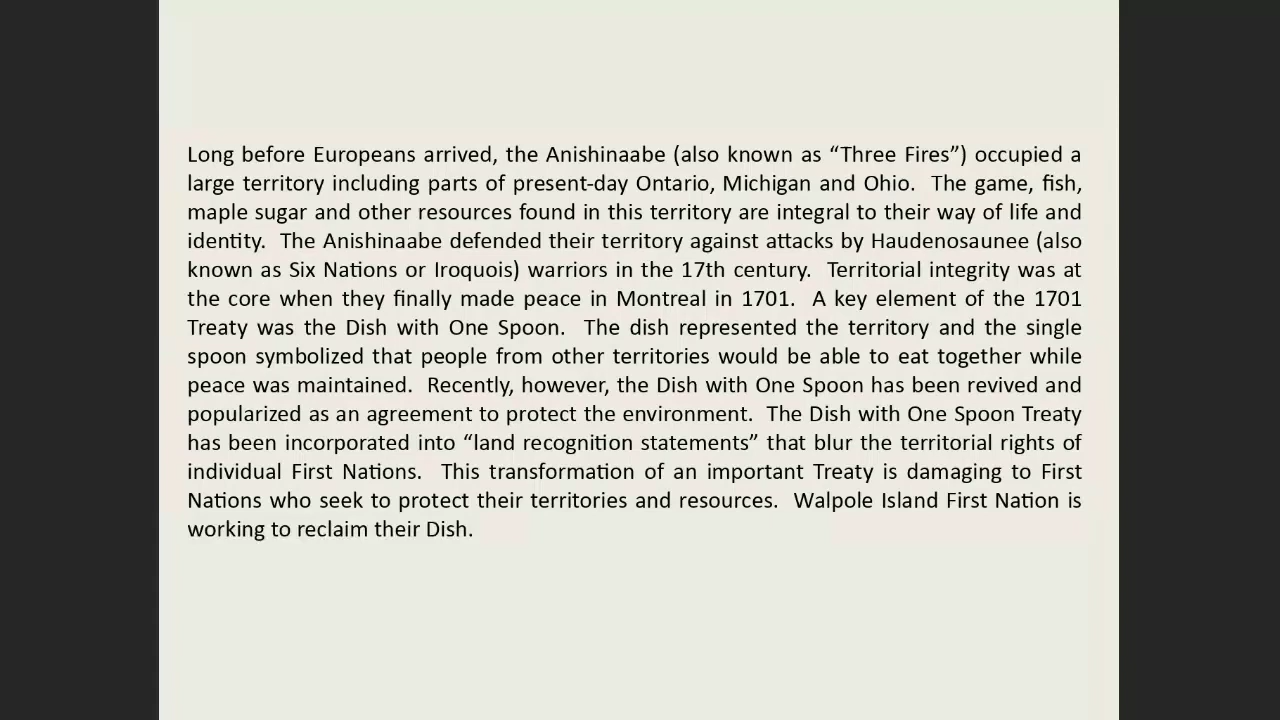 Long before Europeans arrived, the Anishinaabe (also known as “Three Fires”) occupied a
large territory including parts of present-day Ontario, Michigan and Ohio.  The game, fish,
maple sugar and other resources found in this territory are integral to their way of life and
identity.  The Anishinaabe defended their territory against attacks by Haudenosaunee (also
known as Six Nations or Iroquois) warriors in the 17th century.  Territorial integrity was at
the core when they finally made peace in Montreal in 1701.  A key element of the 1701
Treaty was the Dish with One Spoon.  The dish represented the territory and the single
spoon symbolized that people from other territories would be able to eat together while
peace was maintained.  Recently, however, the Dish with One Spoon has been revived and
popularized as an agreement to protect the environment.  The Dish with One Spoon Treaty
has been incorporated into “land recognition statements” that blur the territorial rights of
individual First Nations.  This transformation of an important Treaty is damaging to First
Nations who seek to protect their territories and resources.  Walpole Island First Nation is
working to reclaim their Dish.